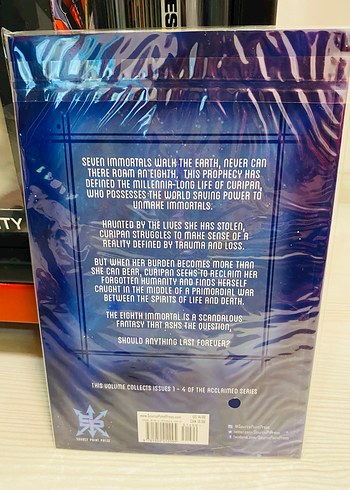 SEVEN IMMORTALS WALK THE EARTH, NEVER CAN
THERE ROAM AN EIGHTH, THIS PROPHECY HAS
DEFINED THE MILLENNIA-LONG LIFE OF CURIPAN,
WHO POSSESSES THE WORLD SAVING POWER TO
UNMAKE IMMORTALS.
HAUNTED BY THE LIVES SHE HAS STOLEN,
CURIPAN STRUGGLES TO MAKE SENSE OF A
REALITY DEFINED BY TRAUMA AND LOSS.
BUT WHEN HER BURDEN BECOMES MORE THAN
SHE CAN BEAR, CURIPAN SEEKS TO RECLAIM HER
FORGOTTEN HUMANITY AND FINDS HERSELF
CAUGHT IN THE MIDDLE OF A PRIMORDIAL WAR
BETWEEN THE SPIRITS OF LIFE AND DEATH.
THE EIGHTH IMMORTAL IS A SCANDALOUS
FANTASY THAT ASKS THE QUESTION,
SHOULD ANYTHING LAST FOREVER?
THIS VOLUME COLLECTS ISSUES 1 - 4 OF THE ACCLAIMED SERIES
SOURCE POINT PRESS